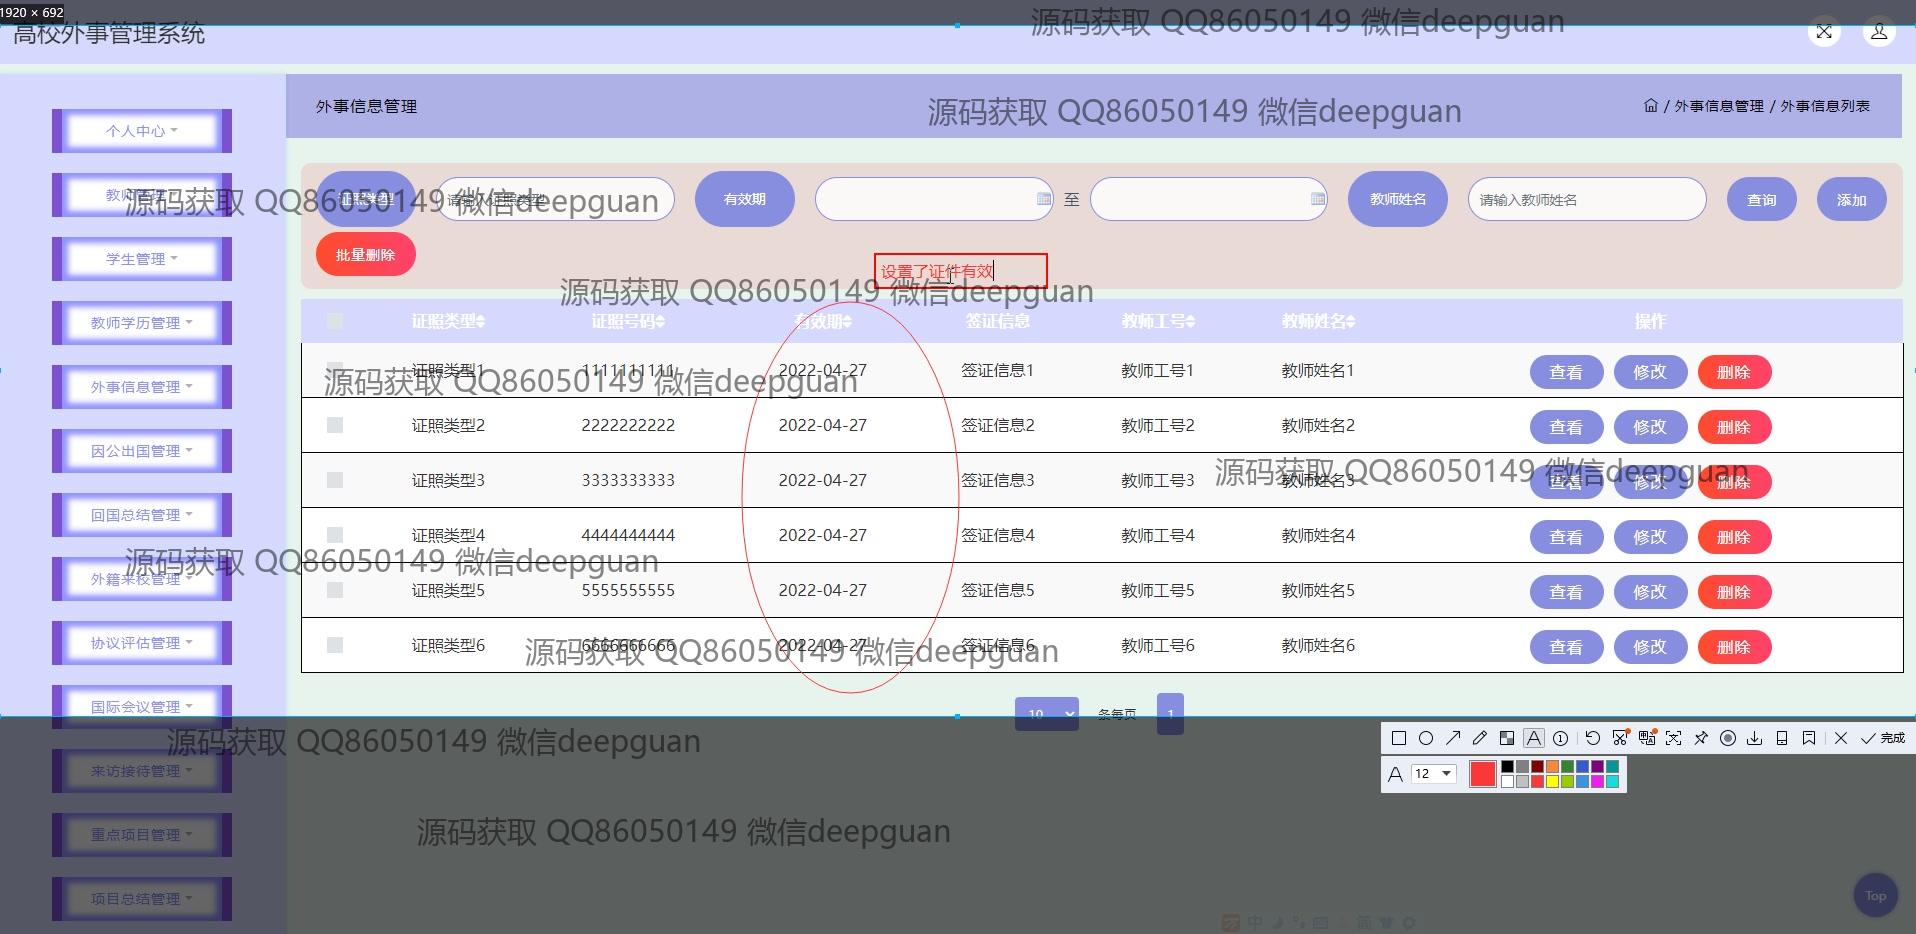 1920 × 692
高校外事管理系统
源码获取 QQ86050149 微信deepguan
外事信息管理
源码获取 QQ86050149 微信deepguan
/ 外事信息管理 / 外事信息列表
个人中心
教师管理
学生管理
教师学历管理
外事信息管理
因公出国管理
回国总结管理
外籍来校管理
协议评估管理
国际会议管理
来访接待管理
重点项目管理
项目总结管理
源码获取 QQ86050149 微信deepguan
证照类型 请输入证照类型 有效期 至 教师姓名 请输入教师姓名 查询 添加
批量删除
设置了证件有效
源码获取 QQ86050149 微信deepguan
证照类型 证照号码 有效期 签证信息 教师工号 教师姓名 操作
证照类型1 1111111111 2022-04-27 签证信息1 教师工号1 教师姓名1 查看 修改 删除
源码获取 QQ86050149 微信deepguan
证照类型2 2222222222 2022-04-27 签证信息2 教师工号2 教师姓名2 查看 修改 删除
源码获取 QQ86050149 微信deepguan
证照类型3 3333333333 2022-04-27 签证信息3 教师工号3 教师姓名3 查看 修改 删除
证照类型4 4444444444 2022-04-27 签证信息4 教师工号4 教师姓名4 查看 修改 删除
源码获取 QQ86050149 微信deepguan
证照类型5 5555555555 2022-04-27 签证信息5 教师工号5 教师姓名5 查看 修改 删除
证照类型6 6666666666 2022-04-27 签证信息6 教师工号6 教师姓名6 查看 修改 删除
源码获取 QQ86050149 微信deepguan
10 条每页 1
源码获取 QQ86050149 微信deepguan
完成
A 12
源码获取 QQ86050149 微信deepguan
Top
中 简